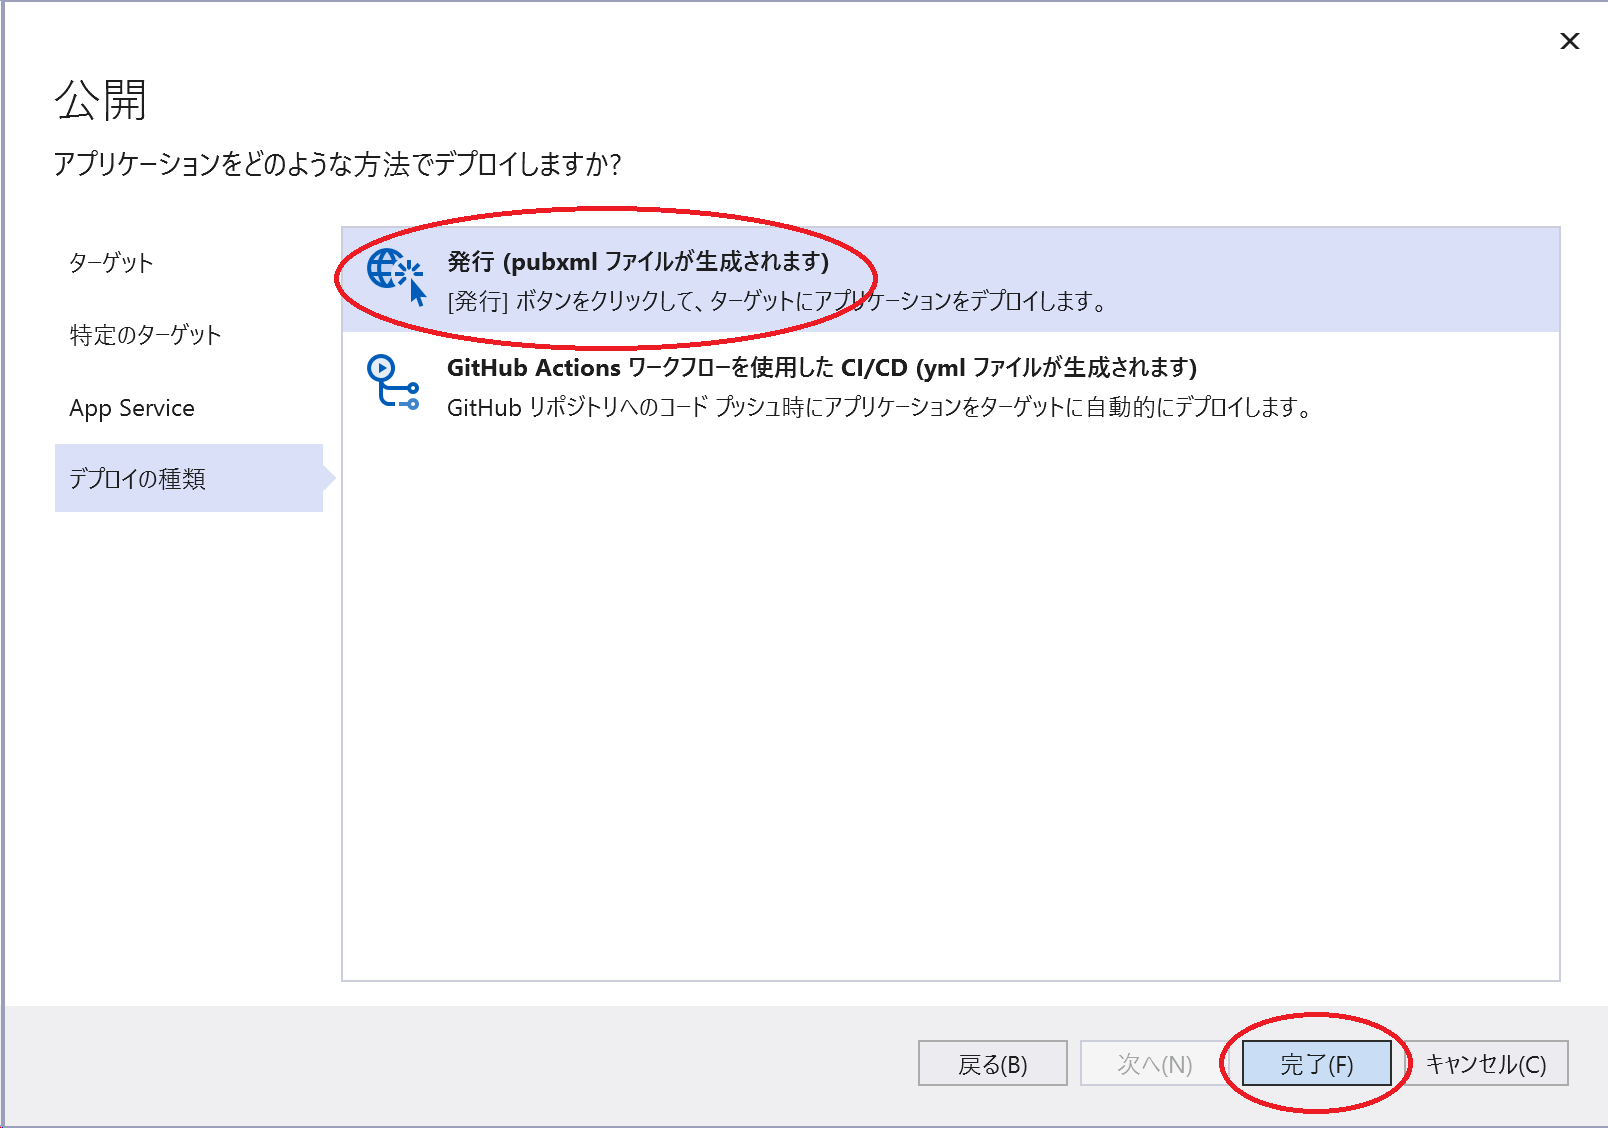 公開
アプリケーションをどのような方法でデプロイしますか?
ターゲット
特定のターゲット
App Service
デプロイの種類
発行 (pubxml ファイルが生成されます)
[発行] ボタンをクリックして、ターゲットにアプリケーションをデプロイします。
GitHub Actions ワークフローを使用した CI/CD (yml ファイルが生成されます)
GitHub リポジトリへのコード プッシュ時にアプリケーションをターゲットに自動的にデプロイします。
戻る(B)
次へ(N)
完了(F)
キャンセル(C)